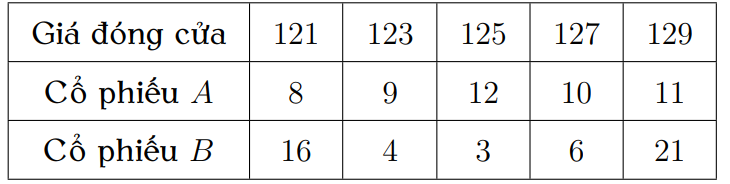 Giá đóng cửa 121 123 125 127 129
Cổ phiếu A 8 9 12 10 11
Cổ phiếu B 16 4 3 6 21